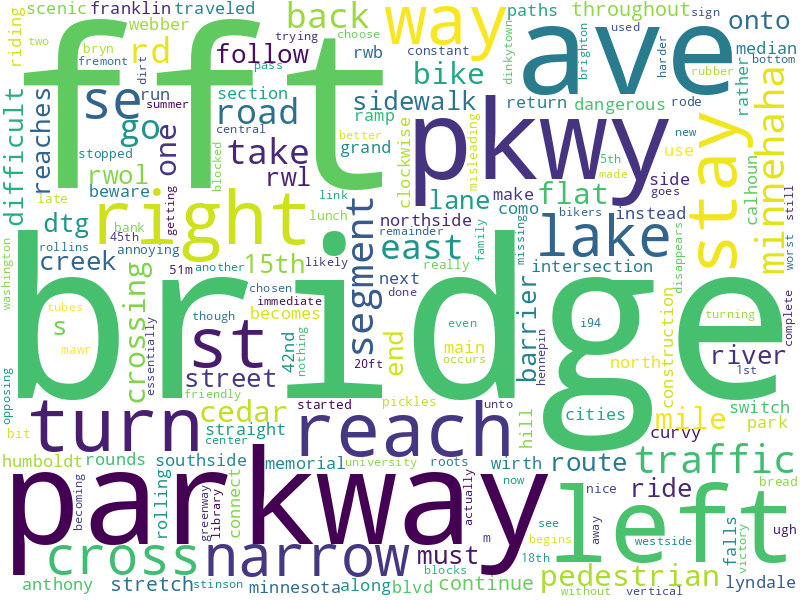 scenic
franklin
traveled
back
way
throughout
paths
sign
onto
riding
two
webber
bryn
fremont
trying
choose
rwb
constant
dinkytown
brighton
used
harder
median
fft
ave
rd
follow
pass
bike
bottom
dirt
run
section
sidewalk
return
dangerous
rubber
rode
difficult
reaches
se
go
road
ramp
pkwy
rather
minnehaha
summer
central
better
stopped
one
take
grand
clockwise
misleading
new
5th
made
stay
rwol
blocked
rwl
lane
make
flat
use
side
goes
calhoun
beware
link
northside
como
instead
bikers
still
late
dtg
right
getting
lunch
remainder
family
missing
lake
worst
washington
bank
45th
rollins
annoying
another
likely
segment
east
really
intersection
disappears
creek
crossing
15th
51m
chosen
immediate
next
done
barrier
tubes
s
essentially
though
becomes
even
i94
construction
turning
complete
bridge
mawr
st
42nd
nothing
20ft
end
main
occurs
hennepin
north
river
1st
opposing
street
friendly
started
pickles
unto
hill
cities
mile
switch
bit
turn
cedar
straight
center
reach
curvy
park
humboldt
rounds
southside
memorial
university
roots
wirth
route
traffic
becoming
rolling
greenway
library
connect
actually
now
nice
ride
away
falls
victory
bread
parkway
left
see
begins
westside
ugh
cross
narrow
must
m
18th
pedestrian
anthony
stretch
stinson
minnesota
along
blvd
blocks
continue
without
vertical
lyndale